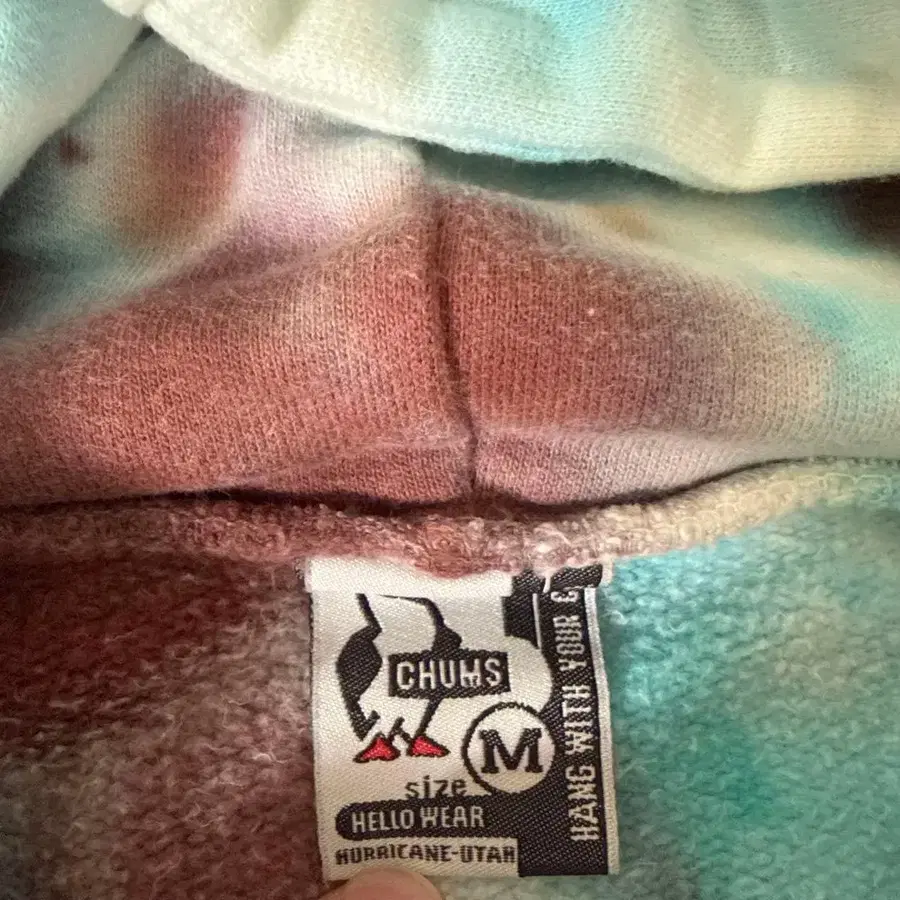 CHUMS
M
size
HELLO WEAR
HURRICANE-UTAH
HANG WITH YOUR